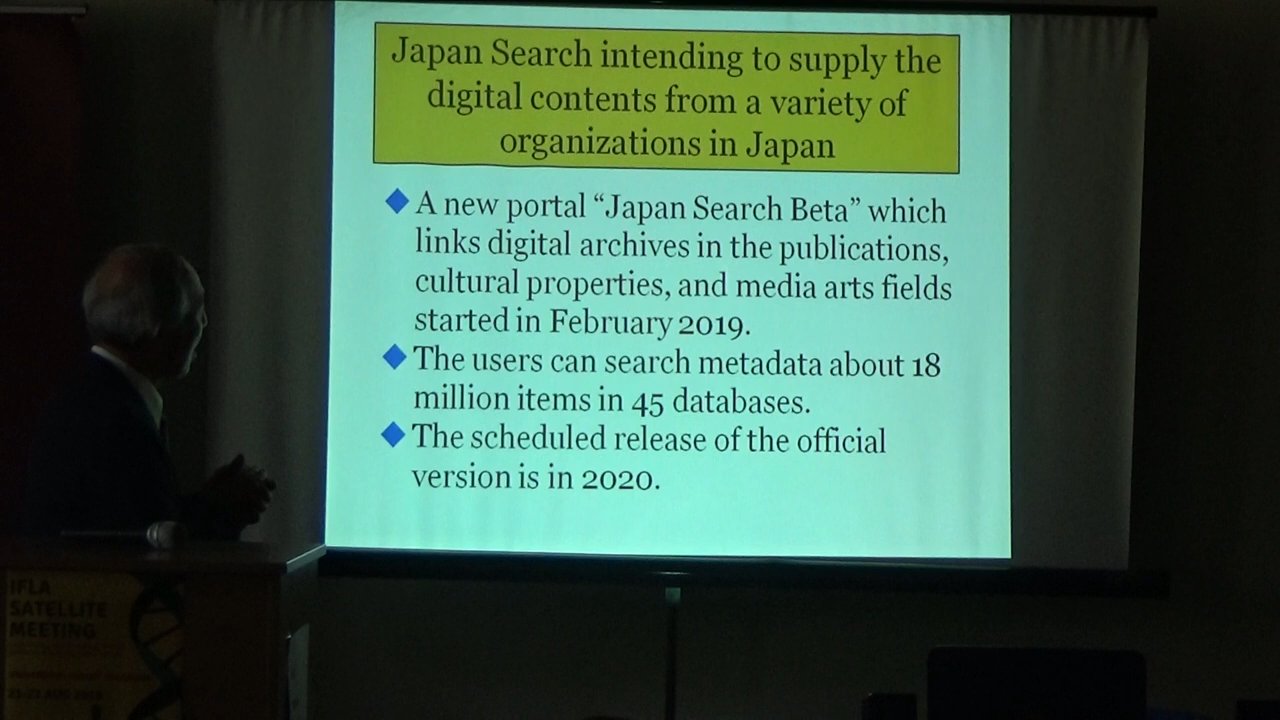 Japan Search intending to supply the
digital contents from a variety of
organizations in Japan
A new portal “Japan Search Beta” which
links digital archives in the publications,
cultural properties, and media arts fields
started in February 2019.
The users can search metadata about 18
million items in 45 databases.
The scheduled release of the official
version is in 2020.
IFLA
SATELLITE
MEETING